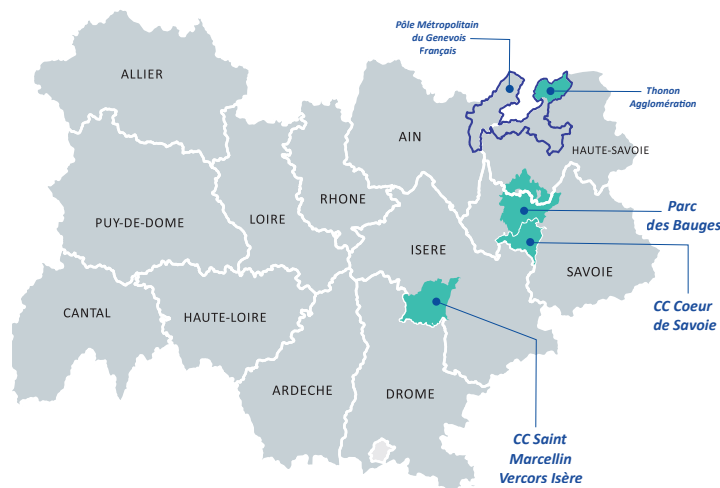 Pôle Métropolitain
du Genevois
Français
ALLIER
Thonon
Agglomération
AIN
HAUTE-SAVOIE
RHONE
PUY-DE-DOME
LOIRE
Parc
des Bauges
ISERE
SAVOIE
CANTAL
HAUTE-LOIRE
CC Coeur
de Savoie
ARDECHE
DROME
CC Saint
Marcellin
Vercors Isère